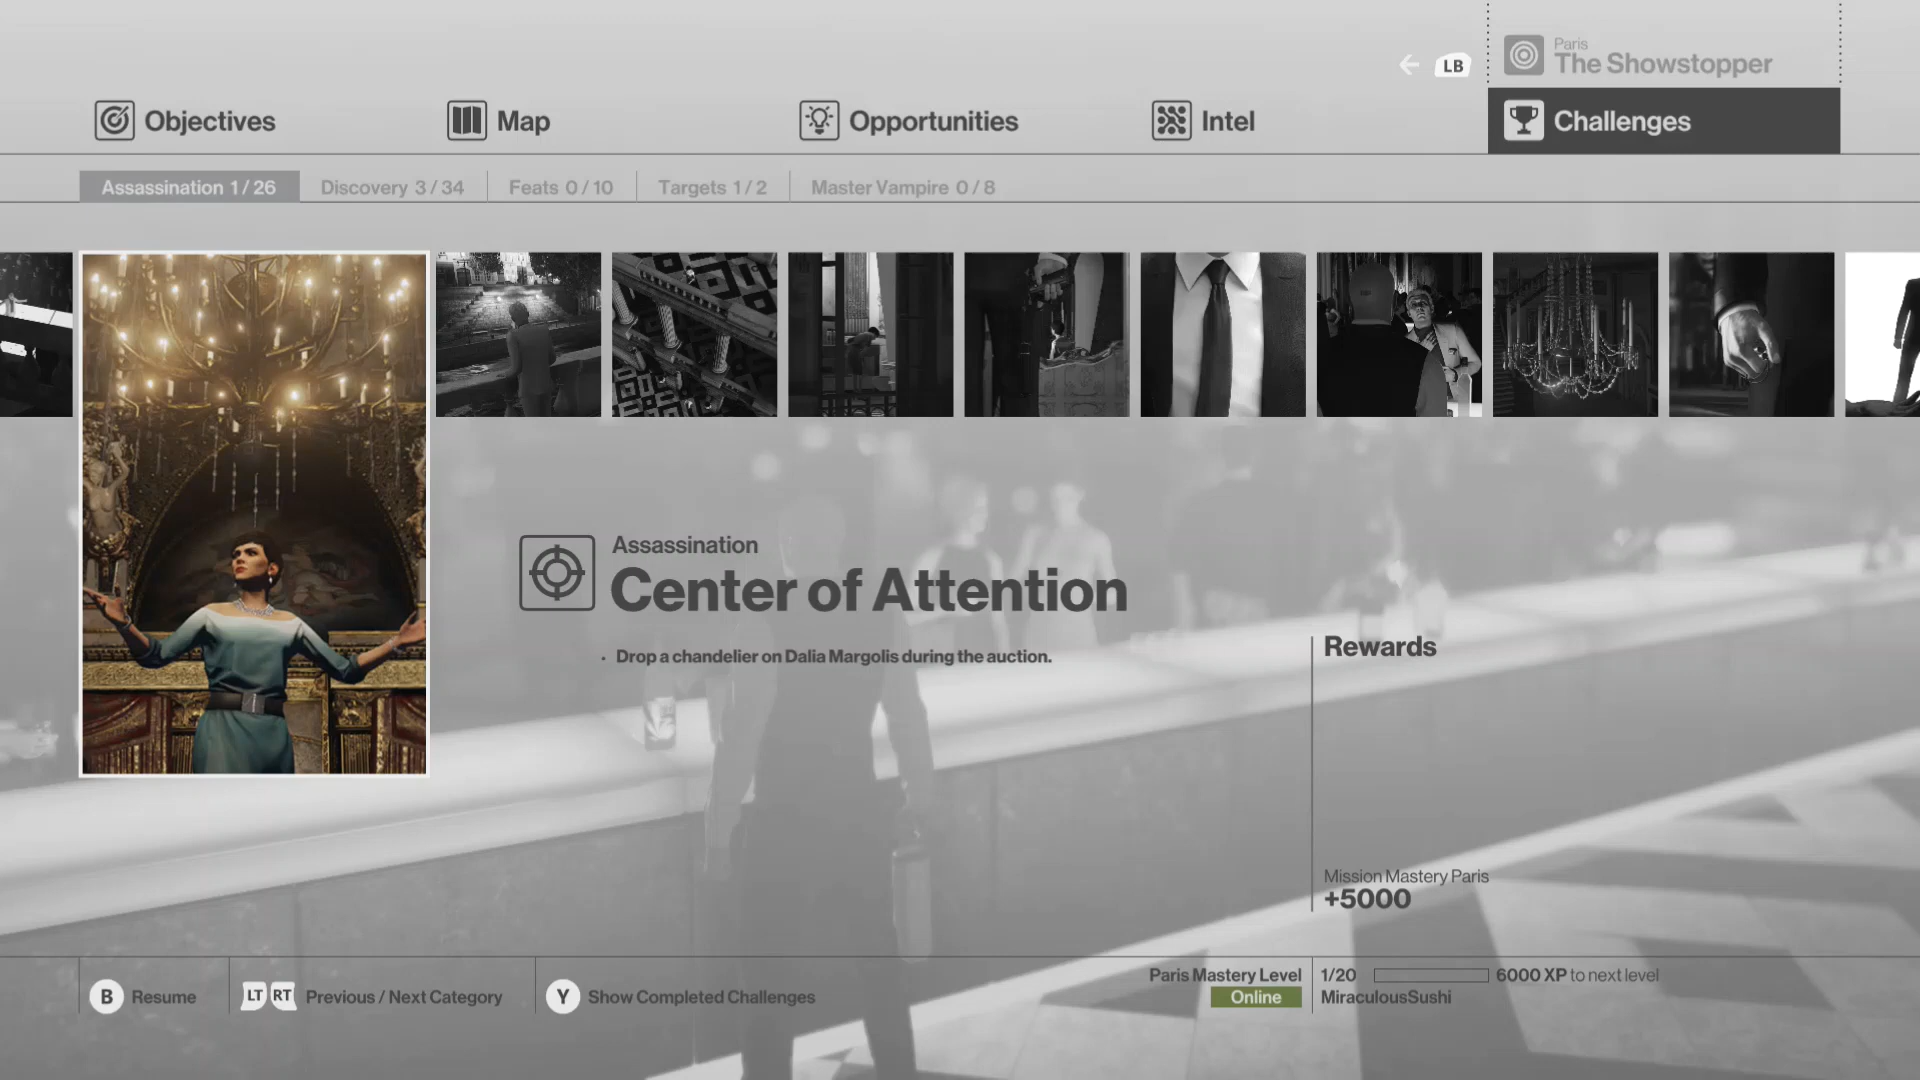 Paris
The Showstopper
LB
Objectives
Map
Opportunities
Intel
Challenges
Assassination 1 / 26
Discovery 3 / 34
Feats 0 / 10
Targets 1 / 2
Master Vampire 0 / 8
Assassination
Center of Attention
• Drop a chandelier on Dalia Margolis during the auction.
Rewards
Mission Mastery Paris
+5000
B Resume
LT RT Previous / Next Category
Y Show Completed Challenges
Paris Mastery Level 1/20 6000 XP to next level
Online MiraculousSushi